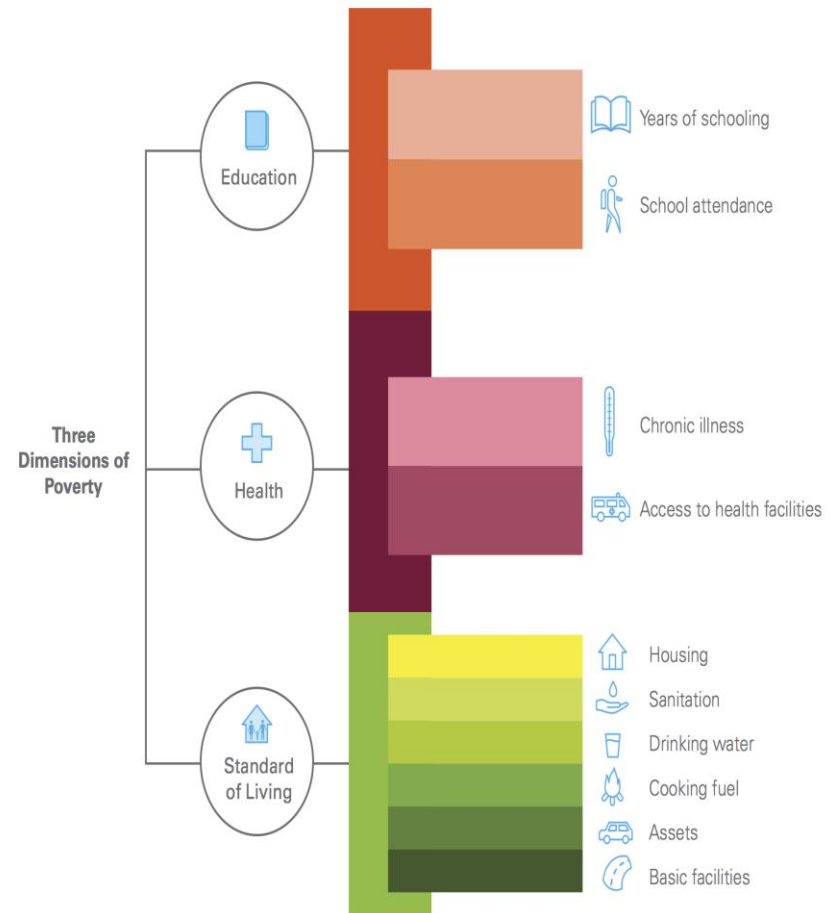 Three
Dimensions of
Poverty
Education
Years of schooling
School attendance
Health
Chronic illness
Access to health facilities
Standard
of Living
Housing
Sanitation
Drinking water
Cooking fuel
Assets
Basic facilities